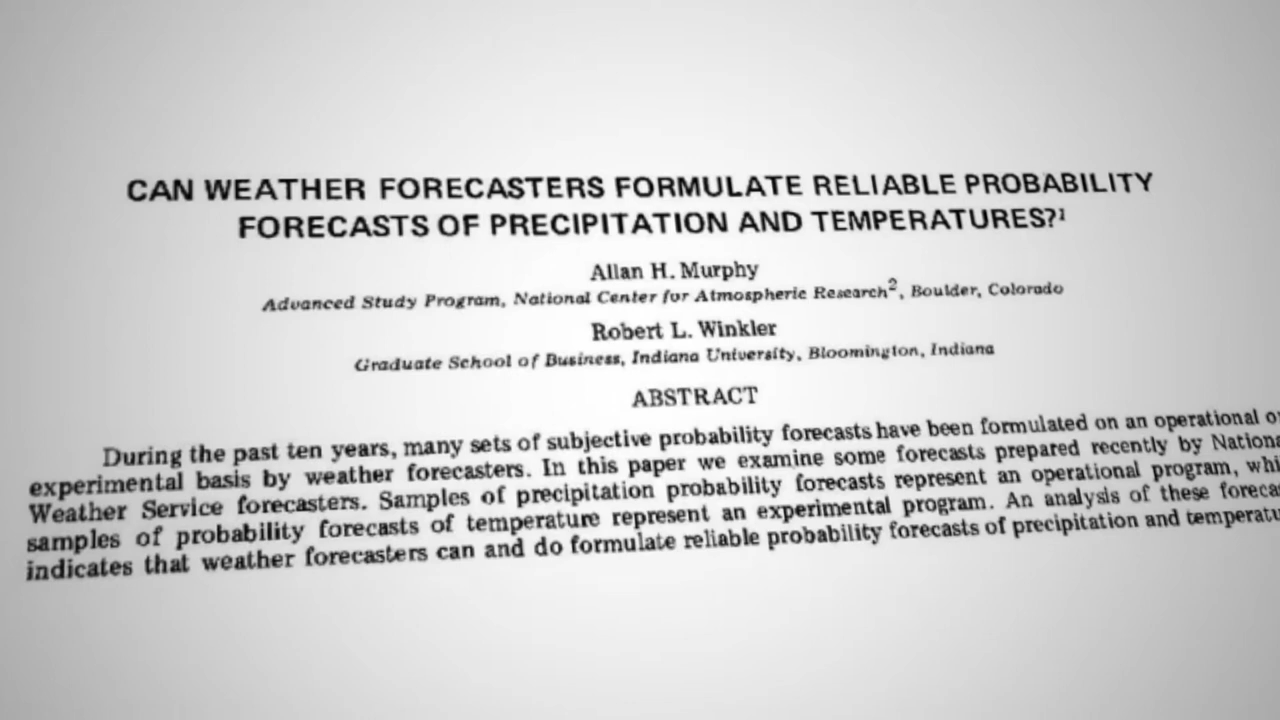 CAN WEATHER FORECASTERS FORMULATE RELIABLE PROBABILITY
FORECASTS OF PRECIPITATION AND TEMPERATURES?¹
Allan H. Murphy
Advanced Study Program, National Center for Atmospheric Research², Boulder, Colorado
Robert L. Winkler
Graduate School of Business, Indiana University, Bloomington, Indiana
ABSTRACT
During the past ten years, many sets of subjective probability forecasts have been formulated on an operational
experimental basis by weather forecasters. In this paper we examine some forecasts prepared recently by
Weather Service forecasters. Samples of precipitation probability forecasts represent an operational program,
samples of probability forecasts of temperature represent an experimental program. An analysis of these
indicates that weather forecasters can and do formulate reliable probability forecasts of precipitation and